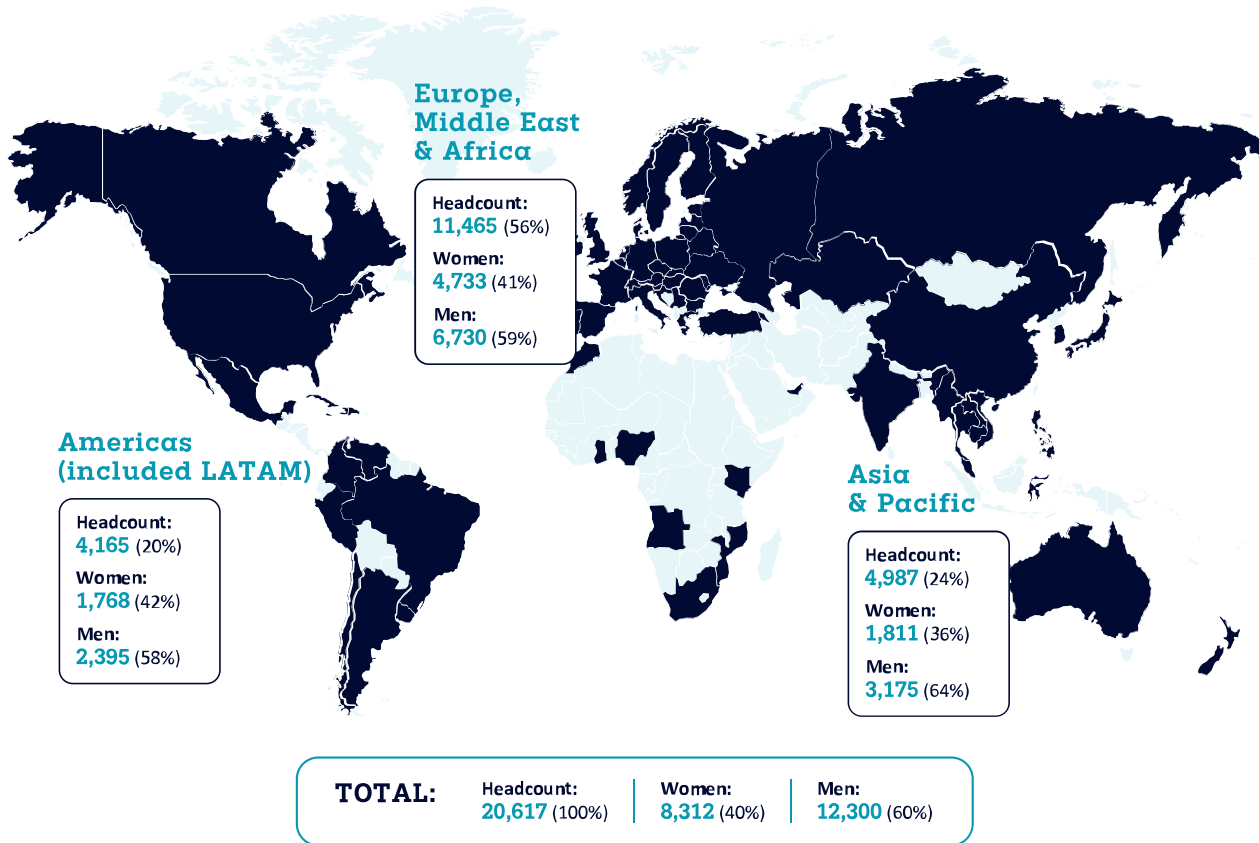 Europe,
Middle East
& Africa
Headcount:
11,465 (56%)
Women:
4,733 (41%)
Men:
6,730 (59%)
Americas
(included LATAM)
Headcount:
4,165 (20%)
Women:
1,768 (42%)
Men:
2,395 (58%)
Asia
& Pacific
Headcount:
4,987 (24%)
Women:
1,811 (36%)
Men:
3,175 (64%)
TOTAL:
Headcount:
20,617 (100%)
Women:
8,312 (40%)
Men:
12,300 (60%)